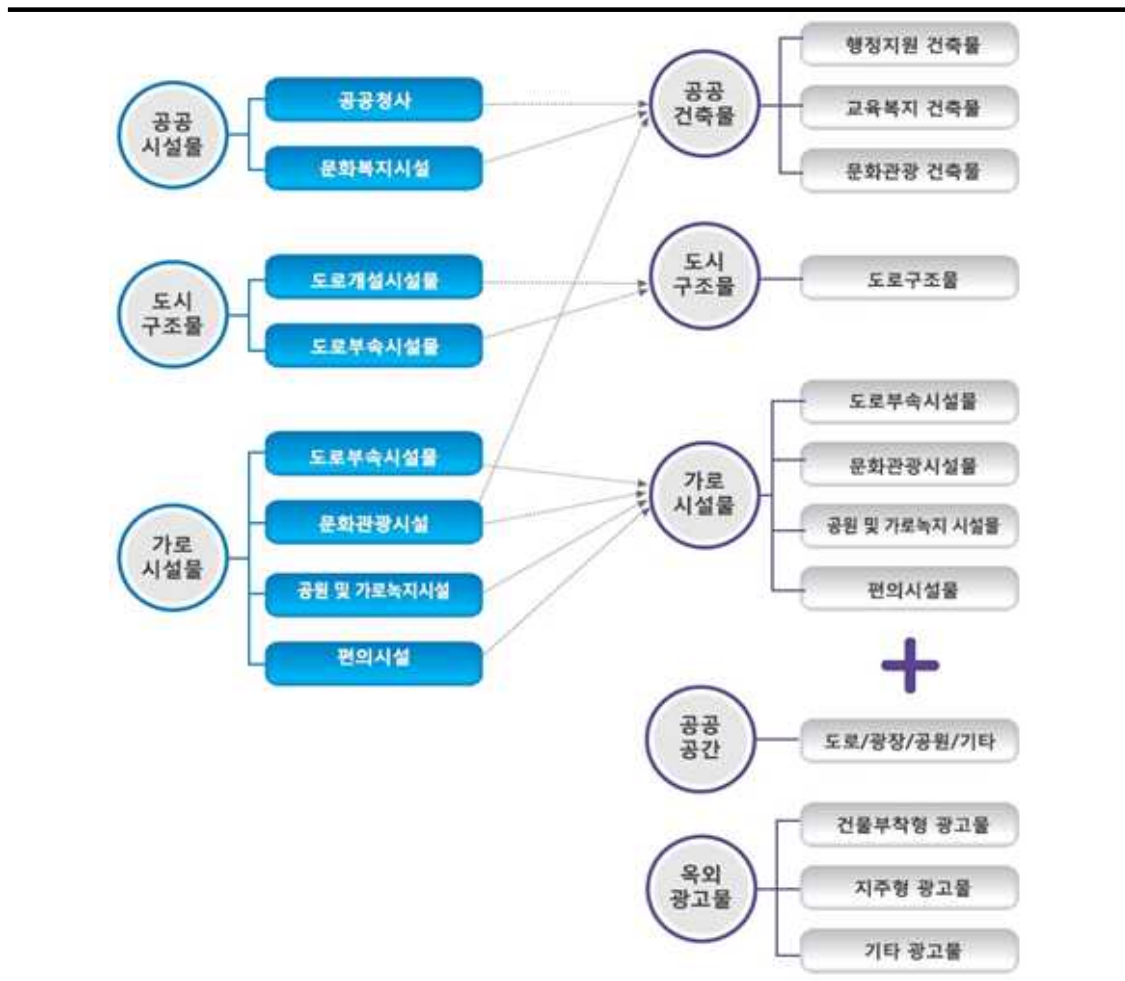 공공
시설물
공공청사
문화복지시설
도시
구조물
도로개설시설물
도로부속시설물
가로
시설물
도로부속시설물
문화관광시설
공원 및 가로녹지시설
편의시설
공공
건축물
행정지원 건축물
교육복지 건축물
문화관광 건축물
도시
구조물
도로구조물
가로
시설물
도로부속시설물
문화관광시설물
공원 및 가로녹지 시설물
편의시설물
공공
공간
도로/광장/공원/기타
옥외
광고물
건물부착형 광고물
지주형 광고물
기타 광고물